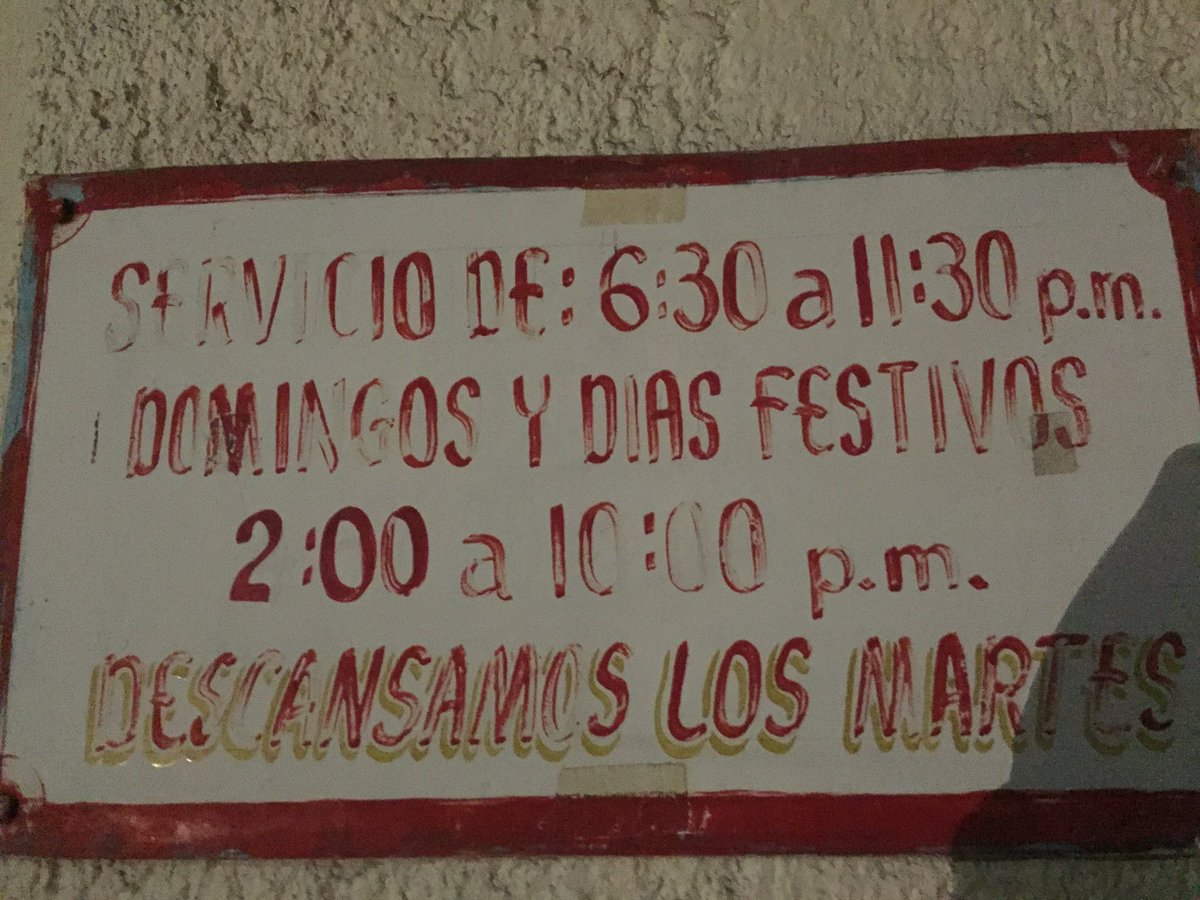 SERVICIO DE: 6:30 a 11:30 p.m.
DOMINGOS Y DIAS FESTIVOS
2:00 a 10:00 p.m.
DESCANSAMOS LOS MARTES